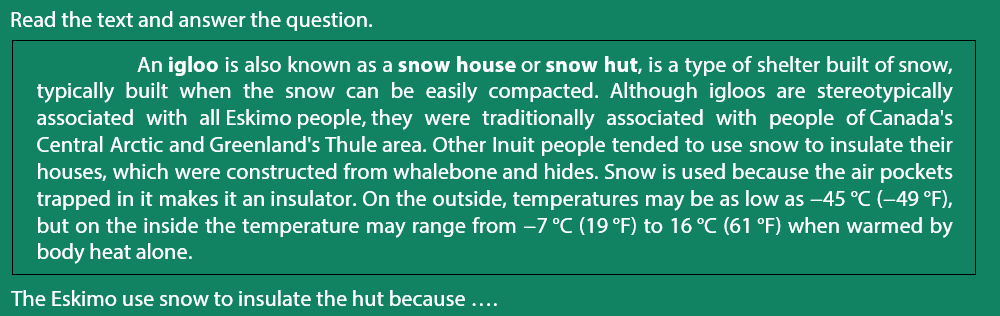 Read the text and answer the question.
An igloo is also known as a snow house or snow hut, is a type of shelter built of snow,
typically built when the snow can be easily compacted. Although igloos are stereotypically
associated with all Eskimo people, they were traditionally associated with people of Canada's
Central Arctic and Greenland's Thule area. Other Inuit people tended to use snow to insulate their
houses, which were constructed from whalebone and hides. Snow is used because the air pockets
trapped in it makes it an insulator. On the outside, temperatures may be as low as −45 °C (−49 °F),
but on the inside the temperature may range from −7 °C (19 °F) to 16 °C (61 °F) when warmed by
body heat alone.
The Eskimo use snow to insulate the hut because ….